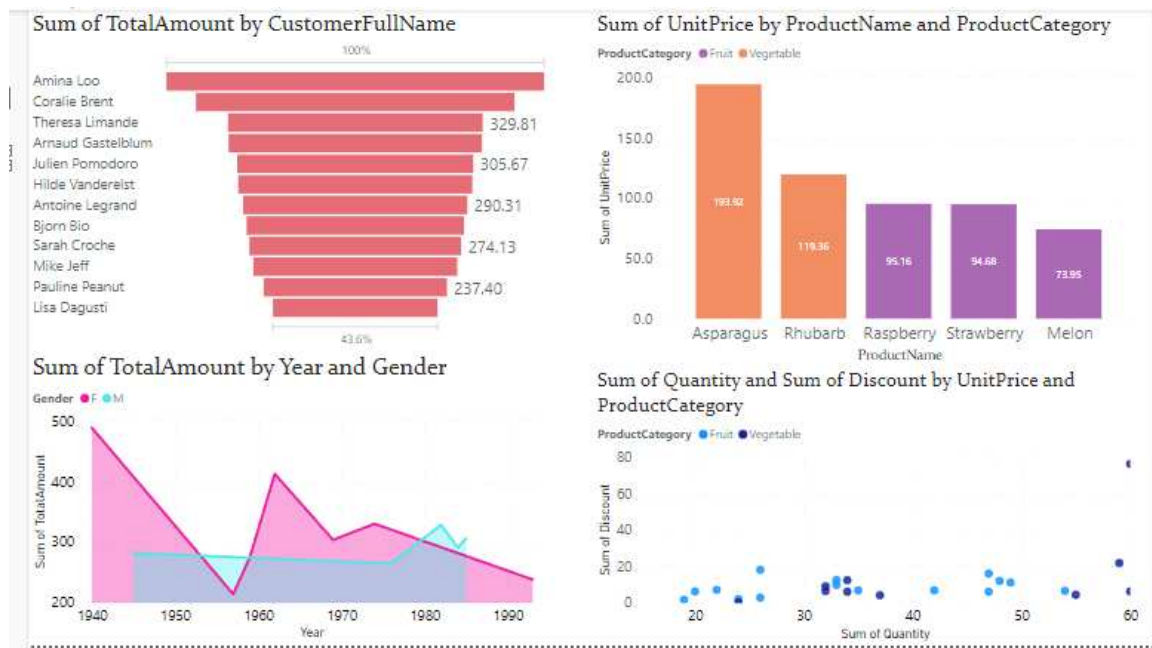 Sum of TotalAmount by CustomerFullName
100%
Amina Loo
Coralie Brent
Theresa Limande 329.81
Arnaud Gastelblum
Julien Pomodoro 305.67
Hilde Vanderelst
Antoine Legrand 290.31
Bjorn Bio
Sarah Croche 274.13
Mike Jeff
Pauline Peanut 237.40
Lisa Dagusti
43.6%
Sum of UnitPrice by ProductName and ProductCategory
ProductCategory Fruit Vegetable
Sum of UnitPrice
200.0
150.0
100.0
50.0
0.0
193.92
119.36
95.16
94.68
73.95
Asparagus Rhubarb Raspberry Strawberry Melon
ProductName
Sum of TotalAmount by Year and Gender
Gender F M
Sum of TotalAmount
500
400
300
200
1940 1950 1960 1970 1980 1990
Year
Sum of Quantity and Sum of Discount by UnitPrice and
ProductCategory
ProductCategory Fruit Vegetable
Sum of Discount
80
60
40
20
0
20 30 40 50 60
Sum of Quantity